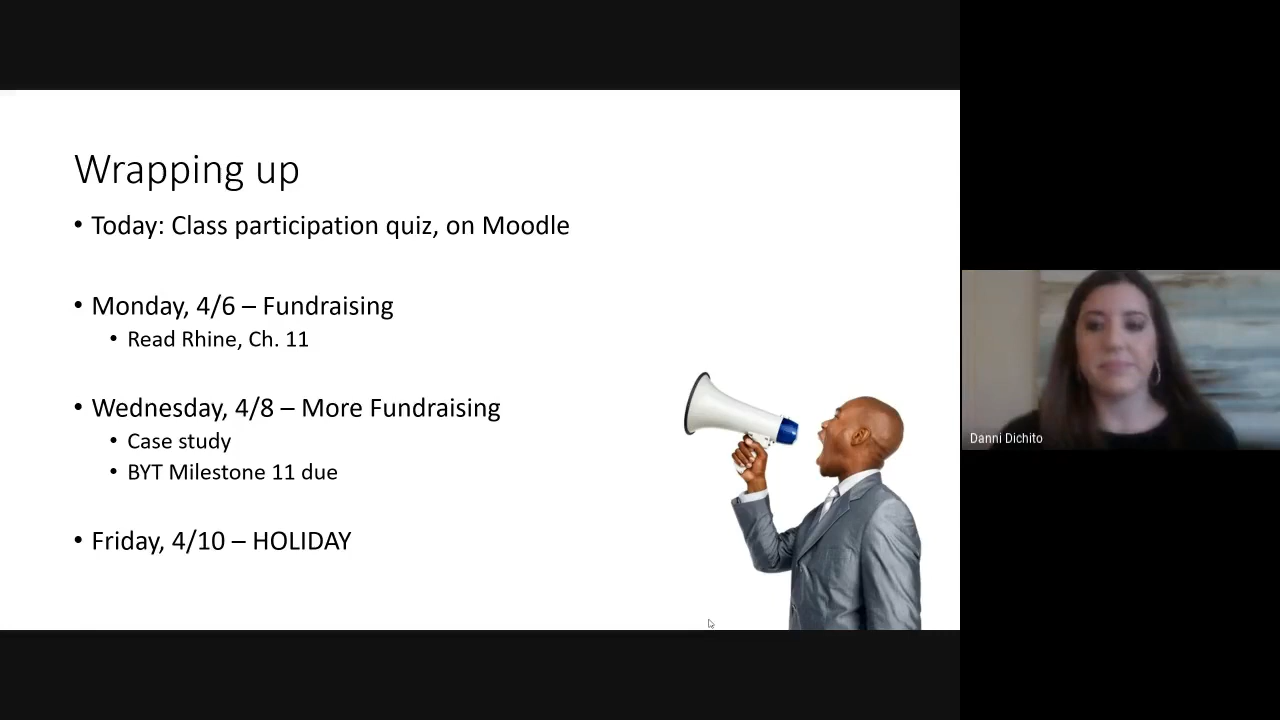 Wrapping up
• Today: Class participation quiz, on Moodle
• Monday, 4/6 – Fundraising
• Read Rhine, Ch. 11
• Wednesday, 4/8 – More Fundraising
• Case study
• BYT Milestone 11 due
• Friday, 4/10 – HOLIDAY
Danni Dichito